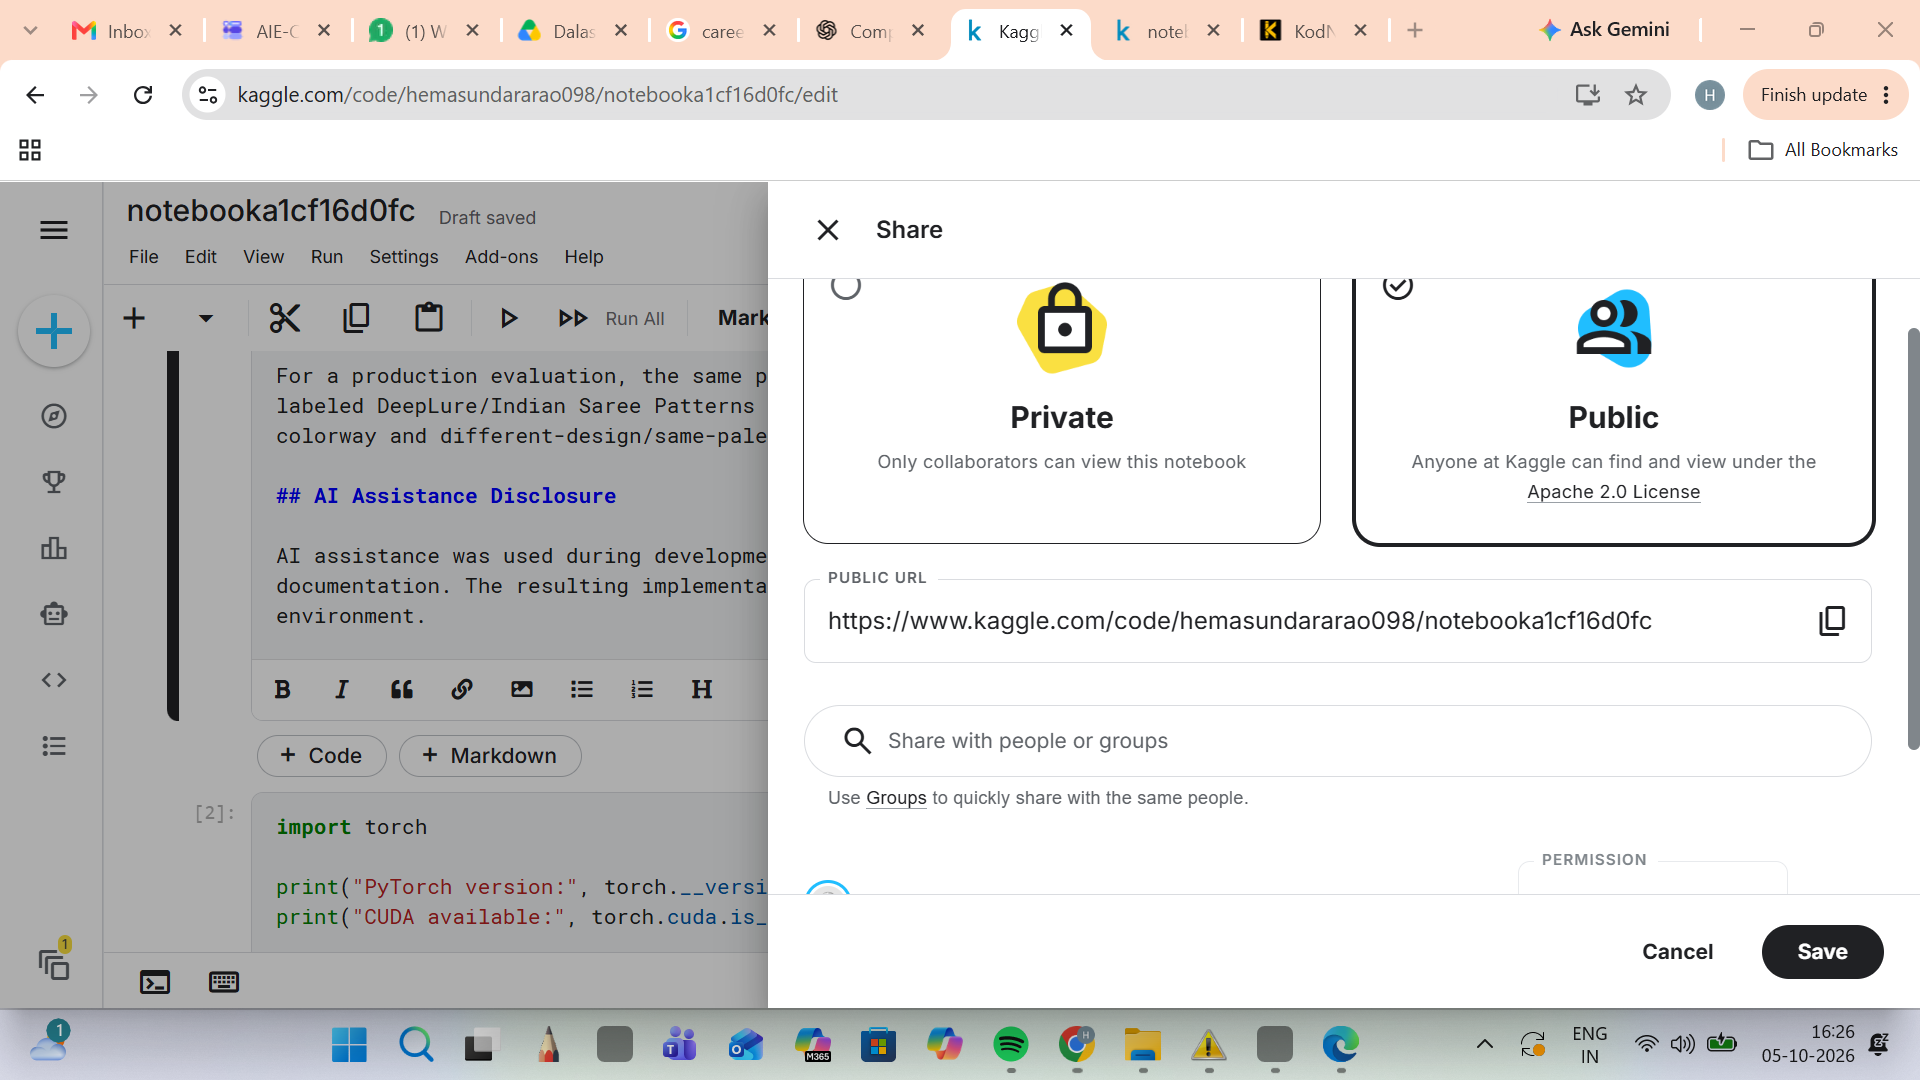 Inbox
AIE-C
(1) W
Dalas
caree
Comp
Kagg
noteb
KodN
Ask Gemini
kaggle.com/code/hemasundararao098/notebooka1cf16d0fc/edit
H
Finish update
All Bookmarks
notebooka1cf16d0fc
Draft saved
File
Edit
View
Run
Settings
Add-ons
Help
Run All
Mark
For a production evaluation, the same p
labeled DeepLure/Indian Saree Patterns
colorway and different-design/same-pale
## AI Assistance Disclosure
AI assistance was used during developme
documentation. The resulting implementa
environment.
B
I
H
+ Code
+ Markdown
[2]:
import torch
print("PyTorch version:", torch.__versi
print("CUDA available:", torch.cuda.is_
1
Share
Private
Only collaborators can view this notebook
Public
Anyone at Kaggle can find and view under the
Apache 2.0 License
PUBLIC URL
https://www.kaggle.com/code/hemasundararao098/notebooka1cf16d0fc
Share with people or groups
Use Groups to quickly share with the same people.
PERMISSION
Cancel
Save
1
M365
ENG
IN
16:26
05-10-2026